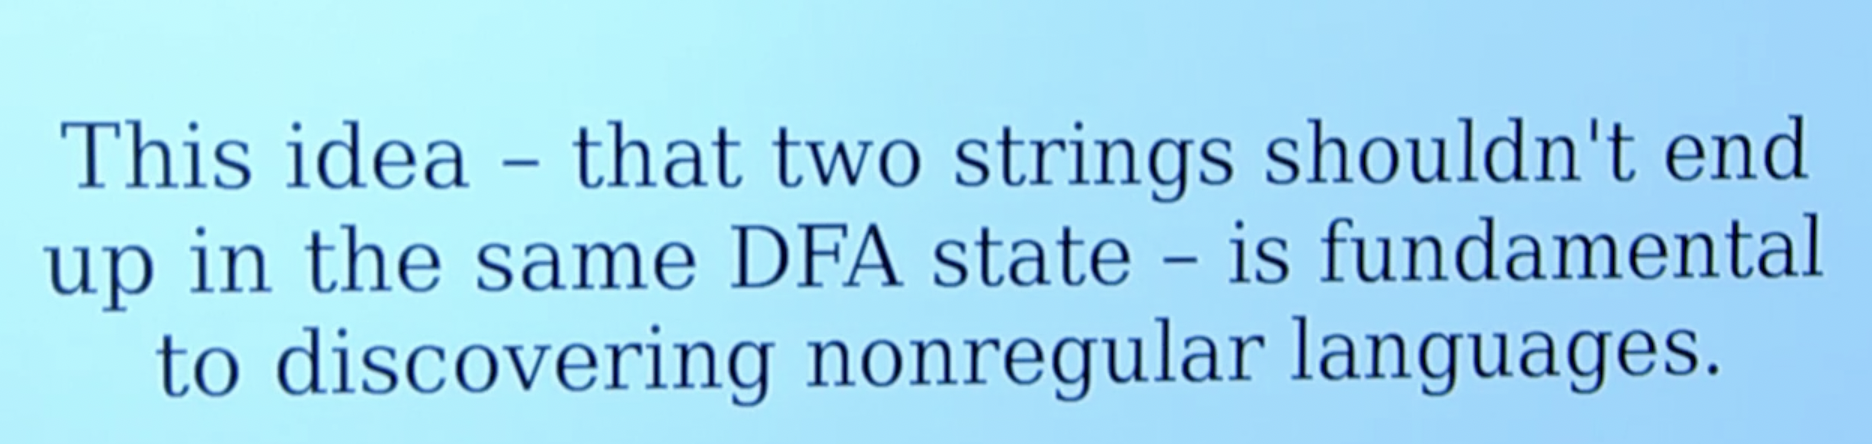 This idea – that two strings shouldn't end
up in the same DFA state – is fundamental
to discovering nonregular languages.